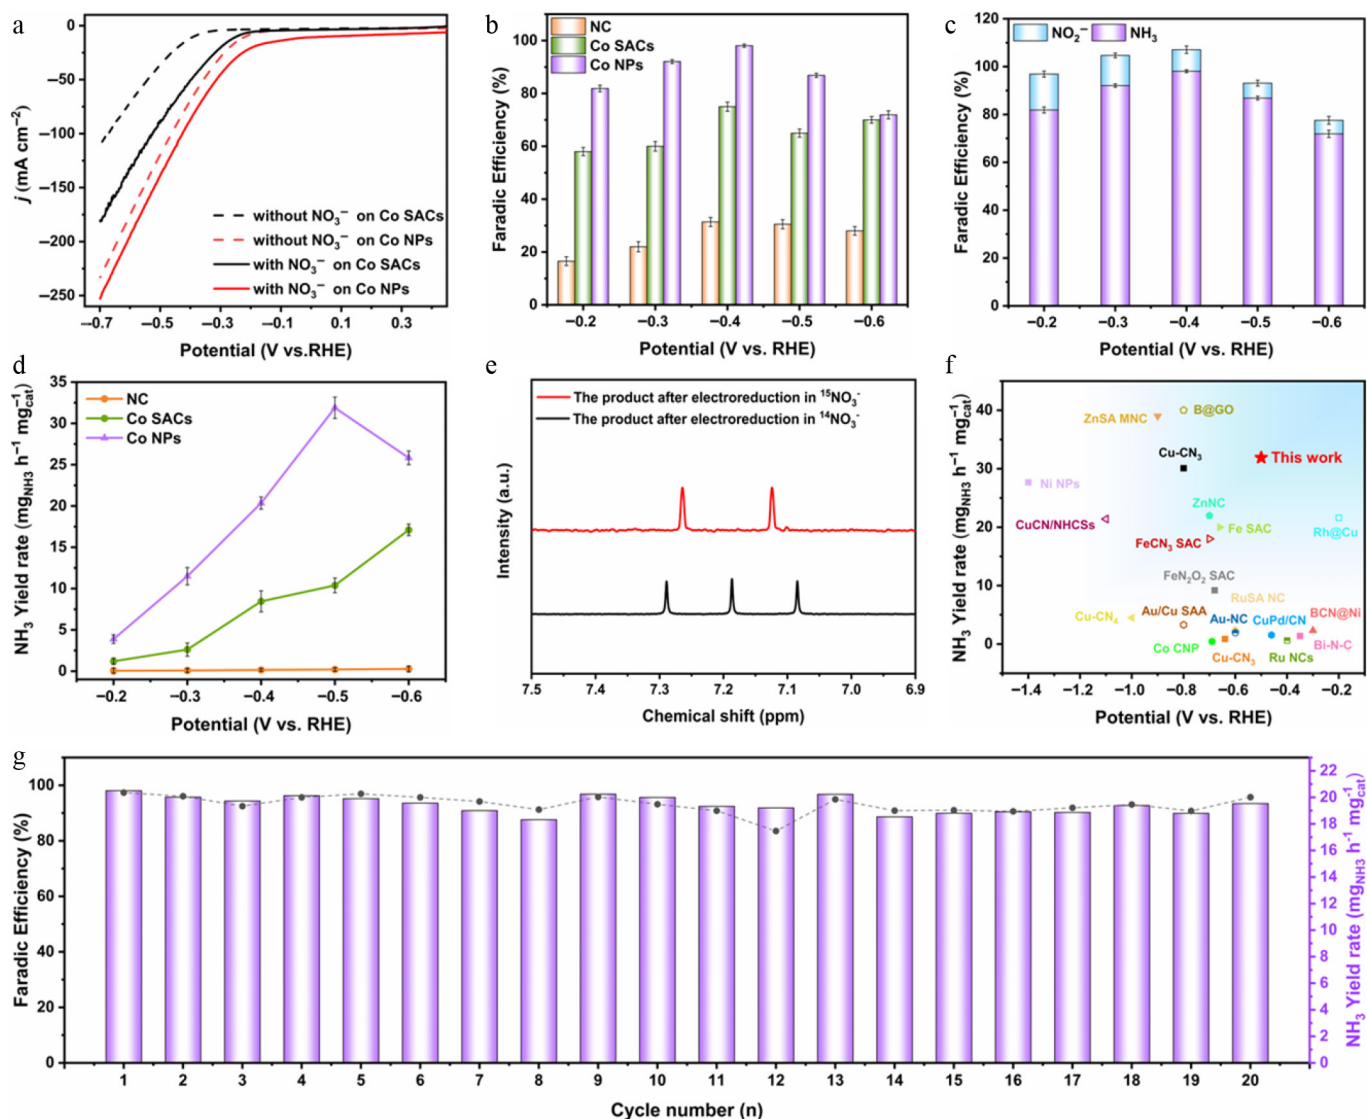 a
0
−50
−100
−150
−200
−250
j (mA cm⁻²)
without NO₃⁻ on Co SACs
without NO₃⁻ on Co NPs
with NO₃⁻ on Co SACs
with NO₃⁻ on Co NPs
−0.7 −0.5 −0.3 −0.1 0.1 0.3
Potential (V vs.RHE)
b
NC
Co SACs
Co NPs
100
80
60
40
20
0
Faradic Efficiency (%)
−0.2 −0.3 −0.4 −0.5 −0.6
Potential (V vs. RHE)
c
NO₂⁻ NH₃
120
100
80
60
40
20
0
Faradic Efficiency (%)
−0.2 −0.3 −0.4 −0.5 −0.6
Potential (V vs. RHE)
d
NC
Co SACs
Co NPs
35
30
25
20
15
10
5
0
NH₃ Yield rate (mg_NH3 h⁻¹ mg⁻¹_cat)
−0.2 −0.3 −0.4 −0.5 −0.6
Potential (V vs. RHE)
e
The product after electroreduction in ¹⁵NO₃⁻
The product after electroreduction in ¹⁴NO₃⁻
Intensity (a.u.)
7.5 7.4 7.3 7.2 7.1 7.0 6.9
Chemical shift (ppm)
f
40
30
20
10
0
NH₃ Yield rate (mg_NH3 h⁻¹ mg⁻¹_cat)
ZnSA MNC
B@GO
Cu-CN₃
This work
Ni NPs
ZnNC
CuCN/NHCSs
Fe SAC
Rh@Cu
FeCN₃ SAC
FeN₂O₂ SAC
RuSA NC
Cu-CN₄
Au/Cu SAA
Au-NC
CuPd/CN
BCN@Ni
Co CNP
Cu-CN₃
Ru NCs
Bi-N-C
−1.4 −1.2 −1.0 −0.8 −0.6 −0.4 −0.2
Potential (V vs. RHE)
g
100
80
60
40
20
0
Faradic Efficiency (%)
22
20
18
16
14
12
10
8
6
4
2
0
NH₃ Yield rate (mg_NH3 h⁻¹ mg⁻¹_cat)
1 2 3 4 5 6 7 8 9 10 11 12 13 14 15 16 17 18 19 20
Cycle number (n)